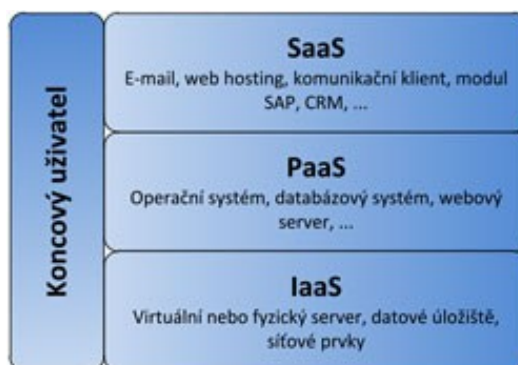 Koncový uživatel
SaaS
E-mail, web hosting, komunikační klient, modul
SAP, CRM, ...
PaaS
Operační systém, databázový systém, webový
server, ...
IaaS
Virtuální nebo fyzický server, datové úložiště,
síťové prvky